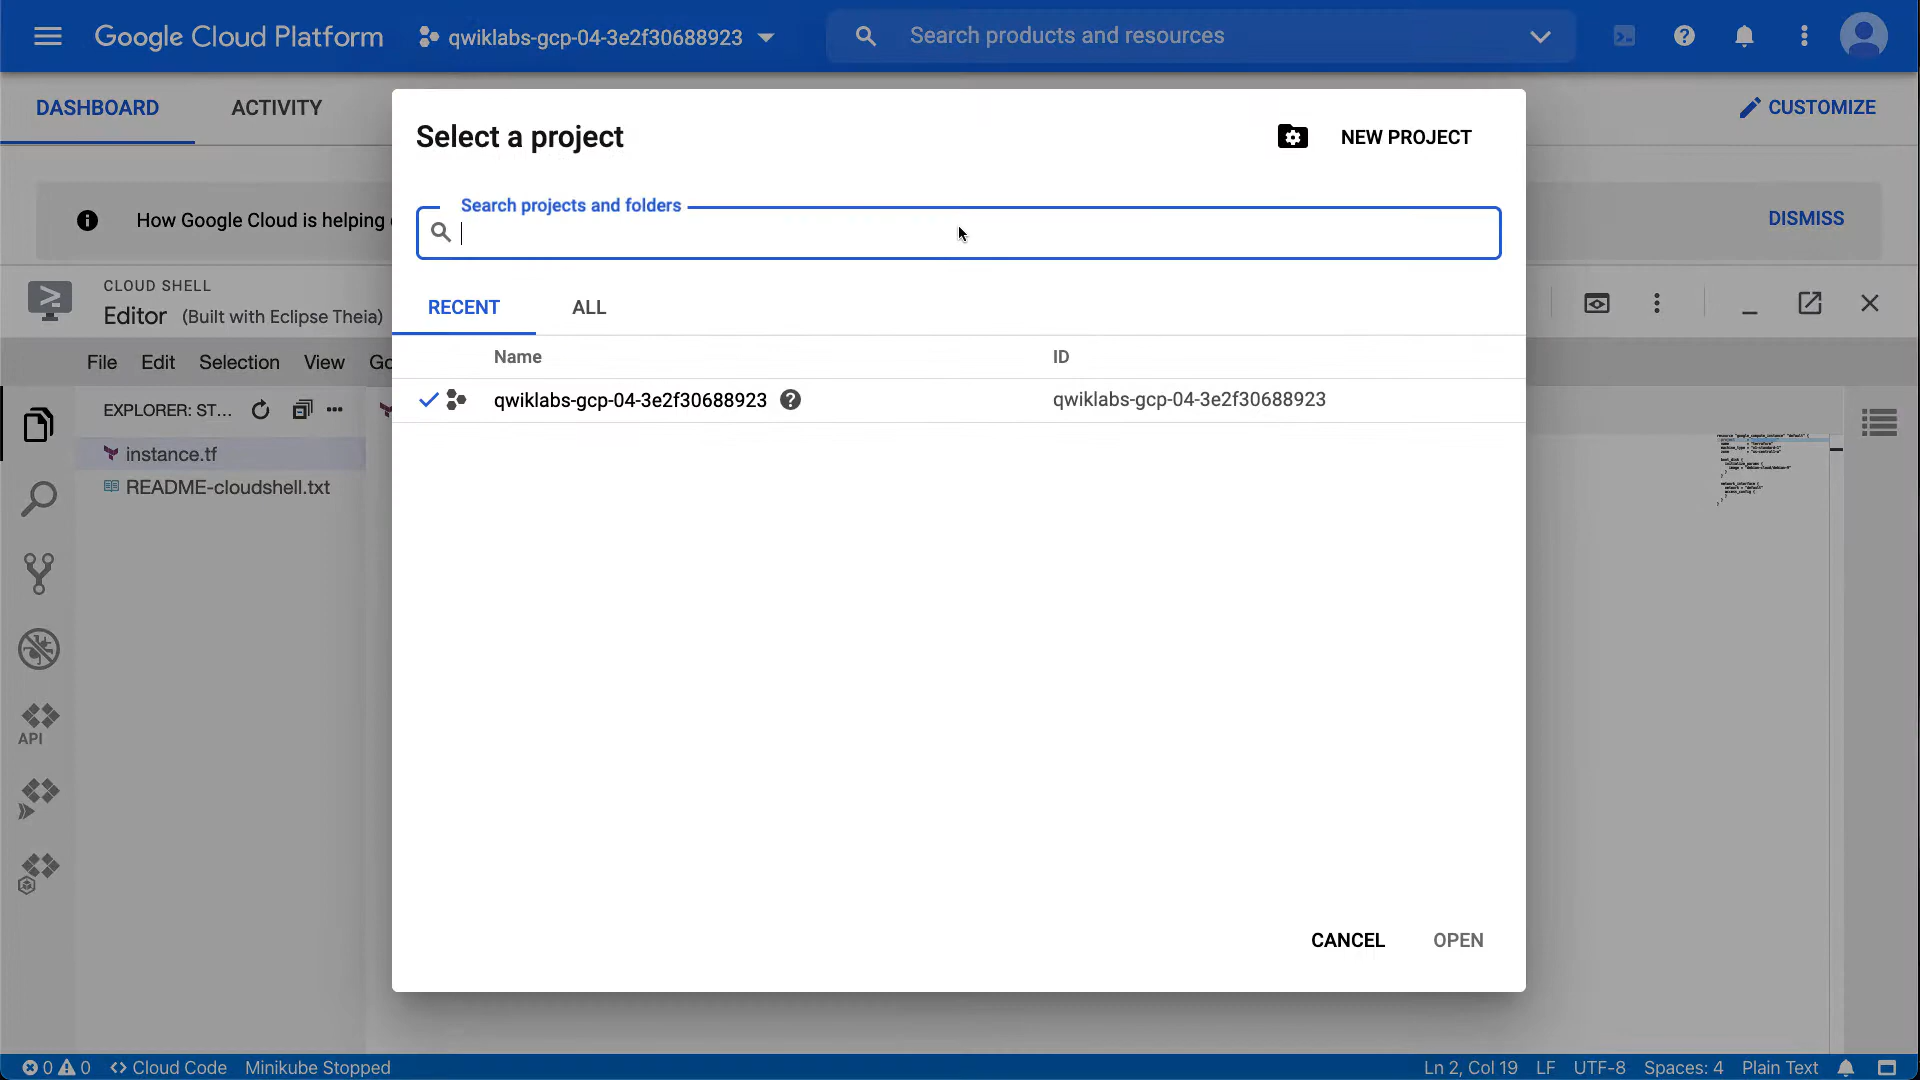 Google Cloud Platform
qwiklabs-gcp-04-3e2f30688923
Search products and resources
DASHBOARD
ACTIVITY
CUSTOMIZE
Select a project
NEW PROJECT
Search projects and folders
How Google Cloud is helping
DISMISS
CLOUD SHELL
Editor (Built with Eclipse Theia)
RECENT
ALL
File Edit Selection View Go
Name
ID
qwiklabs-gcp-04-3e2f30688923
qwiklabs-gcp-04-3e2f30688923
EXPLORER: ST...
instance.tf
README-cloudshell.txt
API
CANCEL
OPEN
0 0 Cloud Code Minikube Stopped
Ln 2, Col 19 LF UTF-8 Spaces: 4 Plain Text